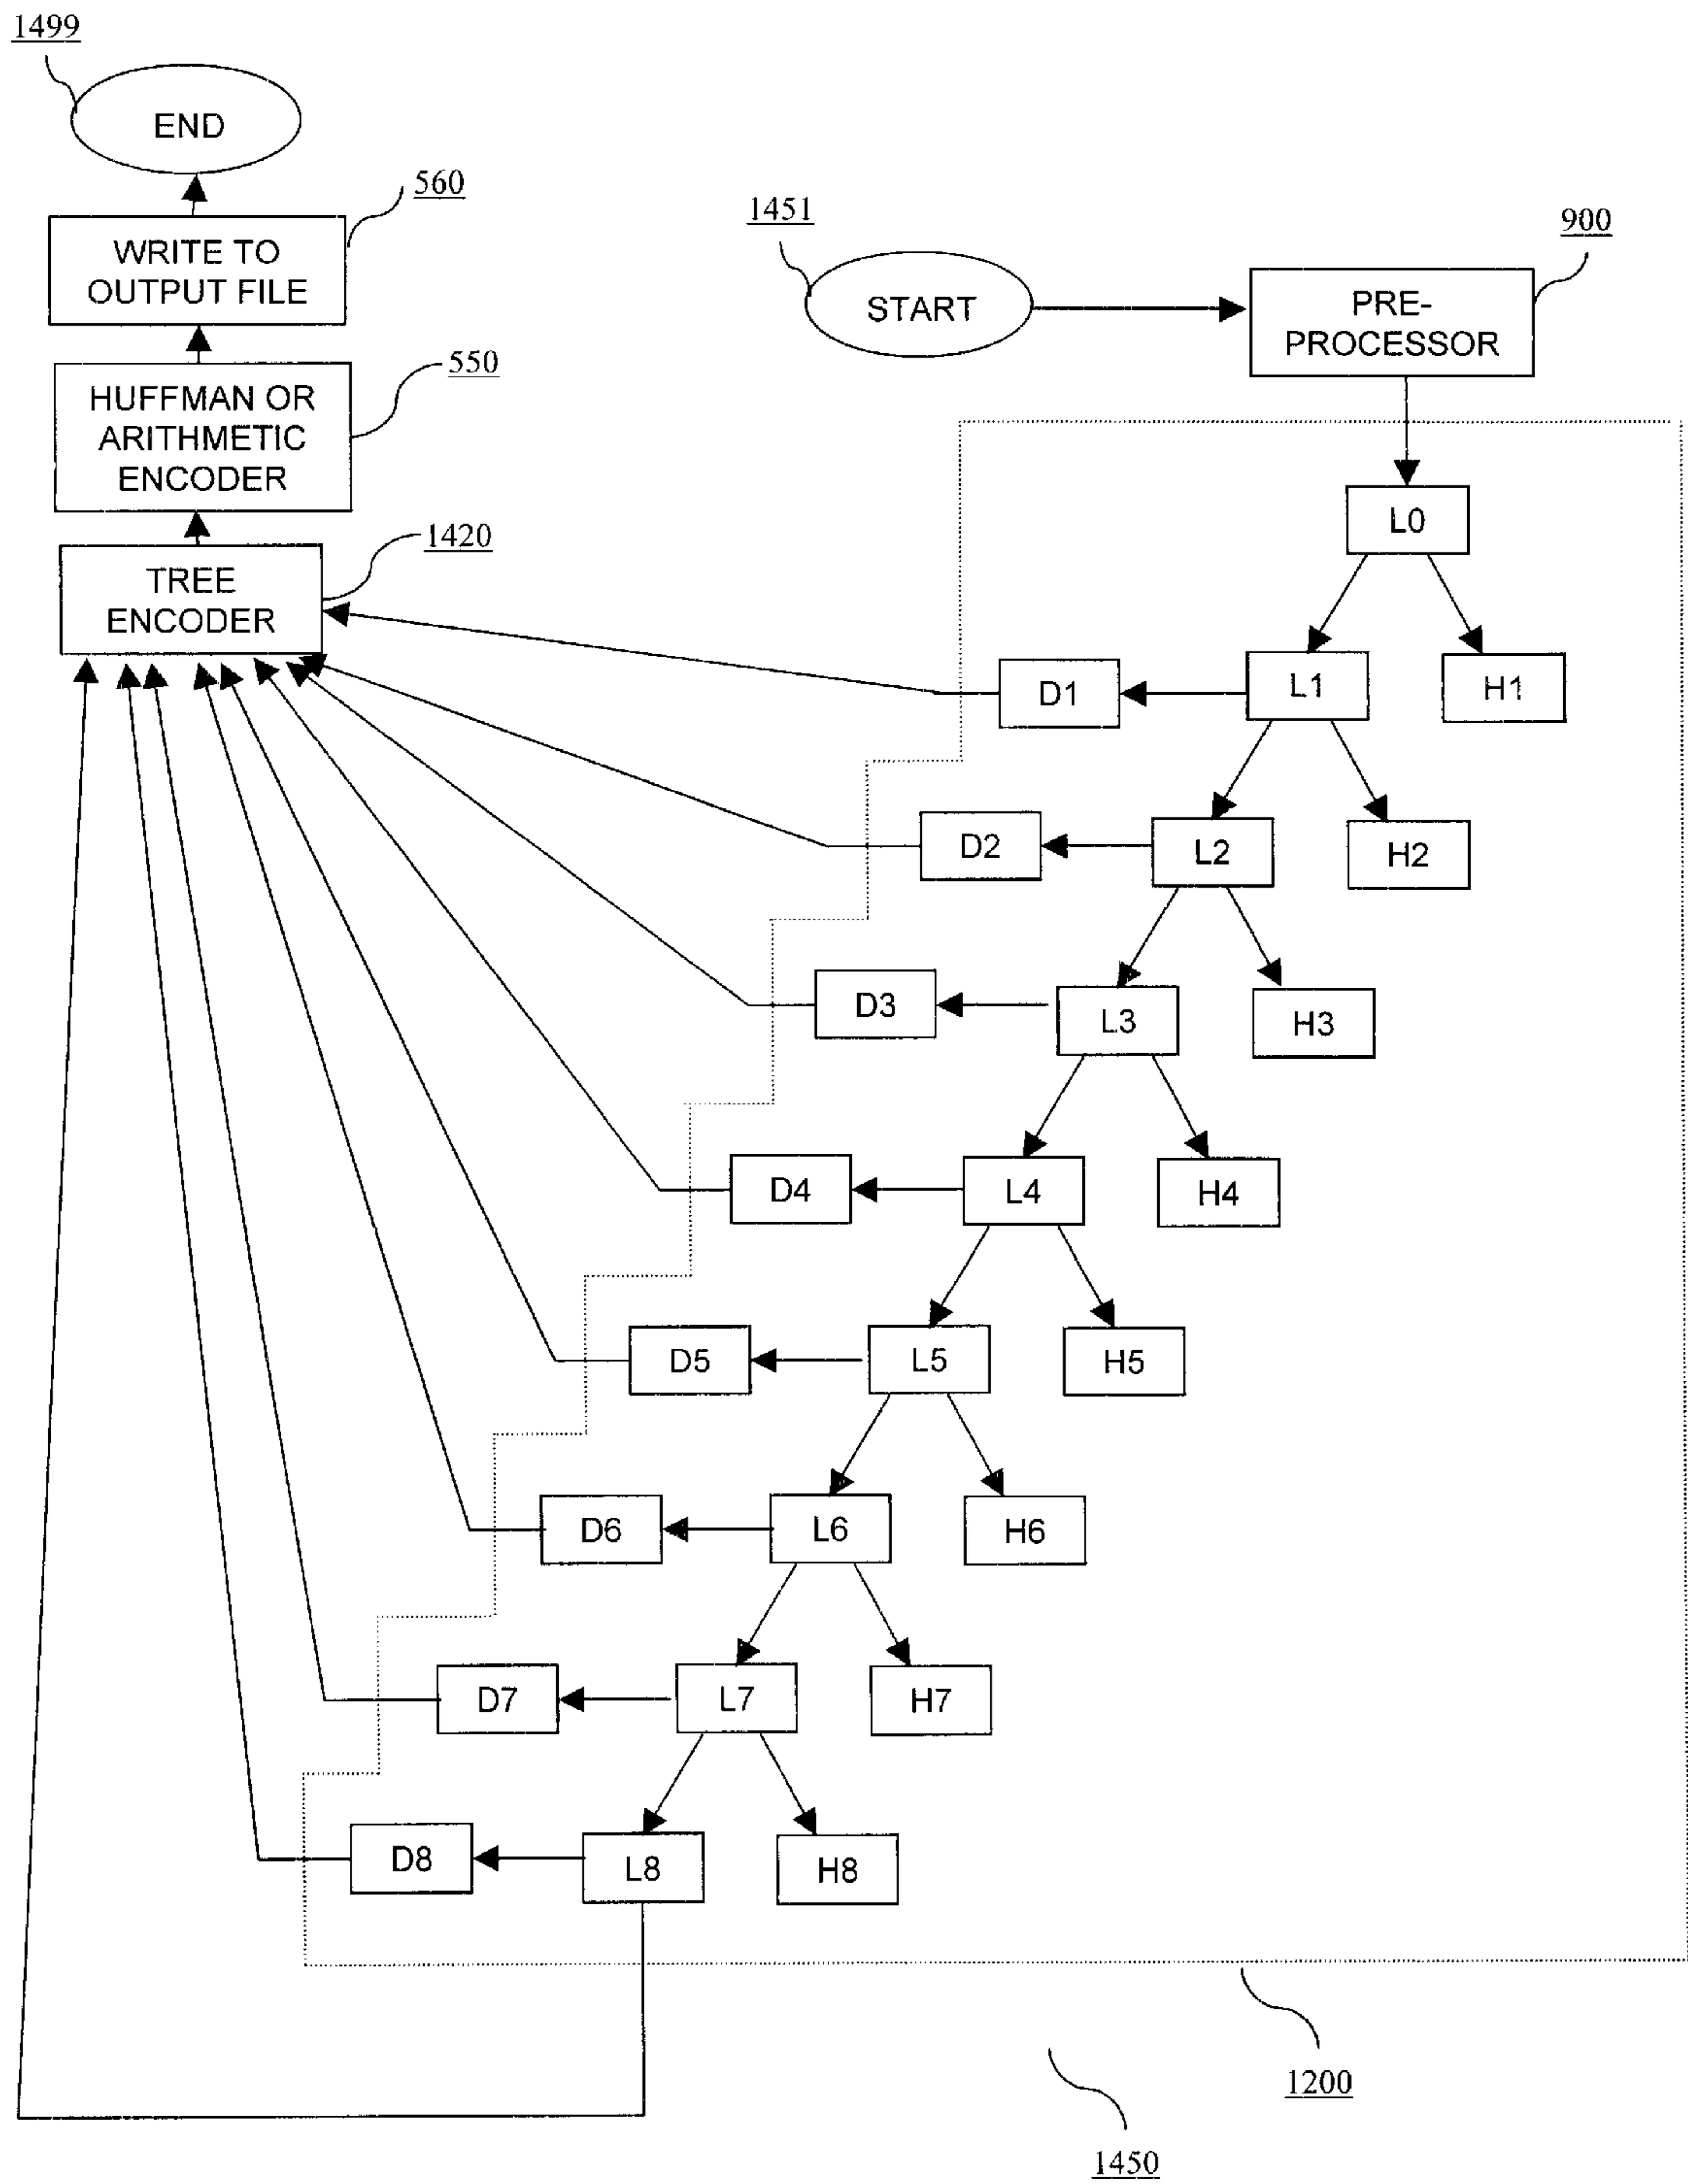 1499
END
560
WRITE TO
OUTPUT FILE
1451
START
900
PRE-
PROCESSOR
550
HUFFMAN OR
ARITHMETIC
ENCODER
1420
TREE
ENCODER
L0
D1
L1
H1
D2
L2
H2
D3
L3
H3
D4
L4
H4
D5
L5
H5
D6
L6
H6
D7
L7
H7
D8
L8
H8
1200
1450